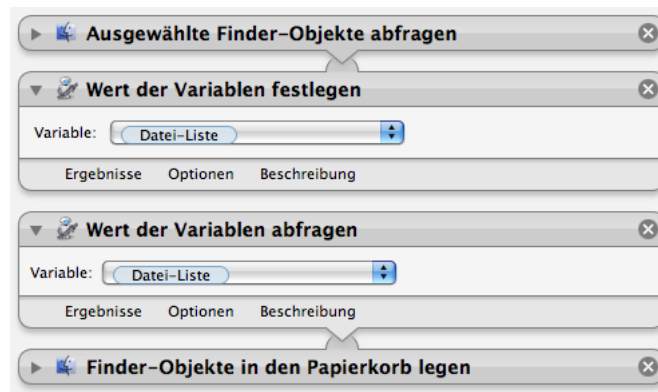 Ausgewählte Finder-Objekte abfragen
Wert der Variablen festlegen
Variable: Datei-Liste
Ergebnisse Optionen Beschreibung
Wert der Variablen abfragen
Variable: Datei-Liste
Ergebnisse Optionen Beschreibung
Finder-Objekte in den Papierkorb legen